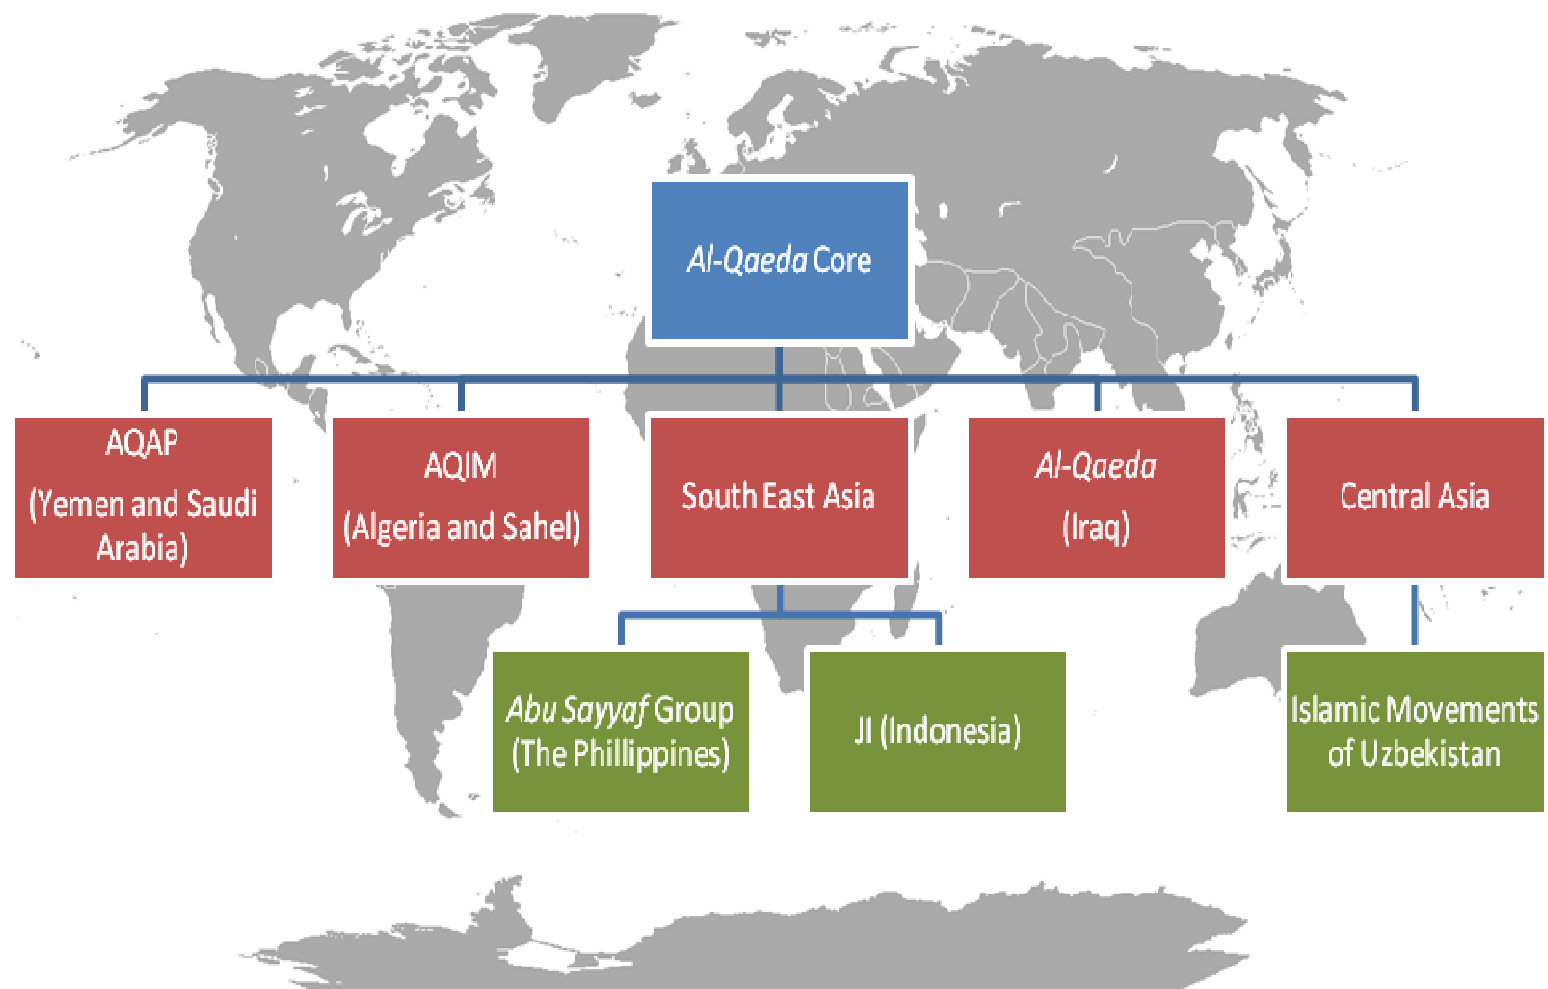 Al-Qaeda Core
AQAP
(Yemen and Saudi
Arabia)
AQIM
(Algeria and Sahel)
South East Asia
Al-Qaeda
(Iraq)
Central Asia
Abu Sayyaf Group
(The Phillippines)
JI (Indonesia)
Islamic Movements
of Uzbekistan